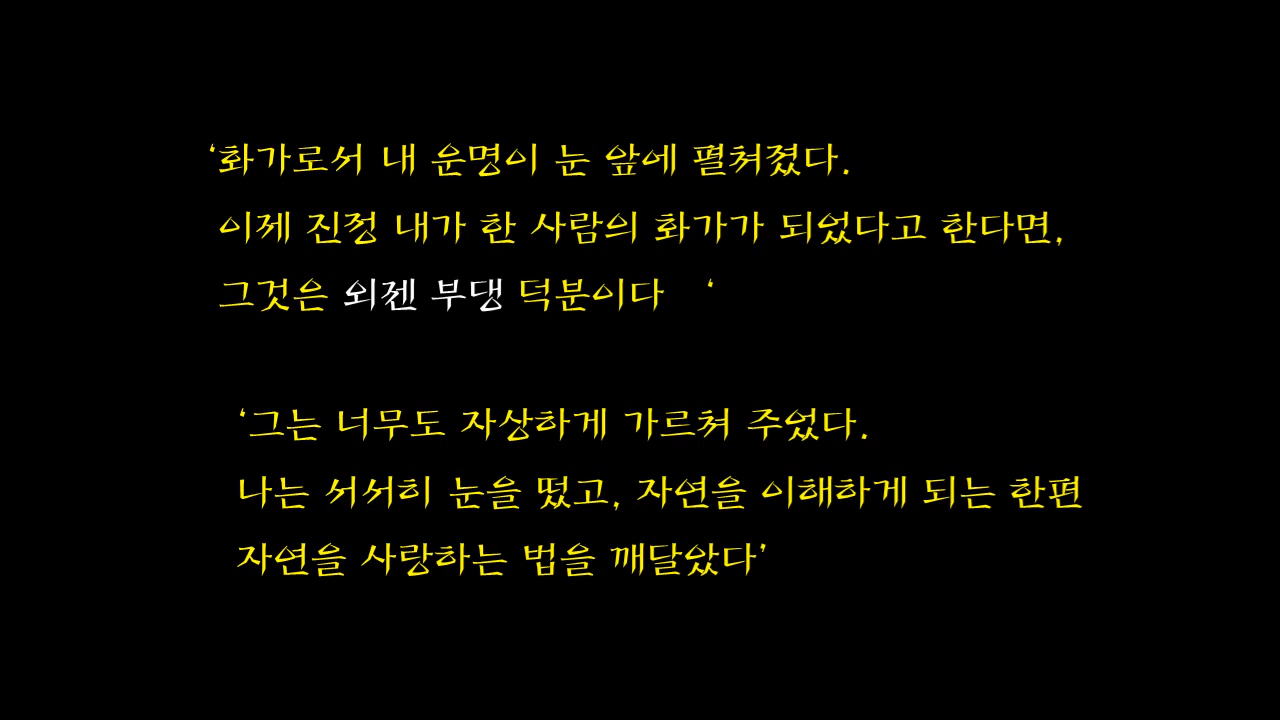 ‘화가로서 내 운명이 눈 앞에 펼쳐졌다.
이제 진정 내가 한 사람의 화가가 되었다고 한다면,
그것은 외젠 부댕 덕분이다 ‘
‘그는 너무도 자상하게 가르쳐 주었다.
나는 서서히 눈을 떴고, 자연을 이해하게 되는 한편
자연을 사랑하는 법을 깨달았다’